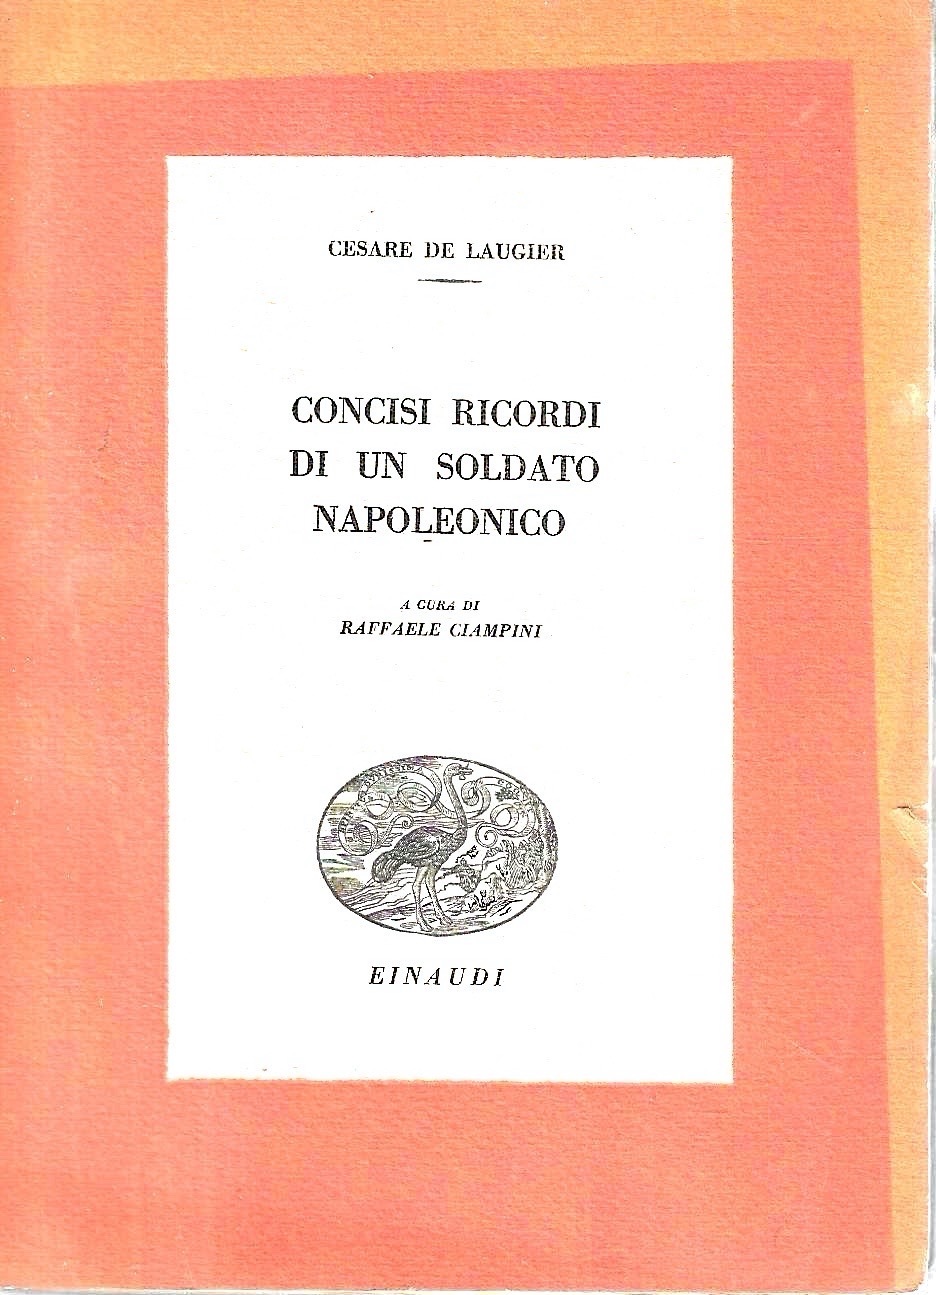 CESARE DE LAUGIER
CONCISI RICORDI
DI UN SOLDATO
NAPOLEONICO
A CURA DI
RAFFAELE CIAMPINI
EINAUDI